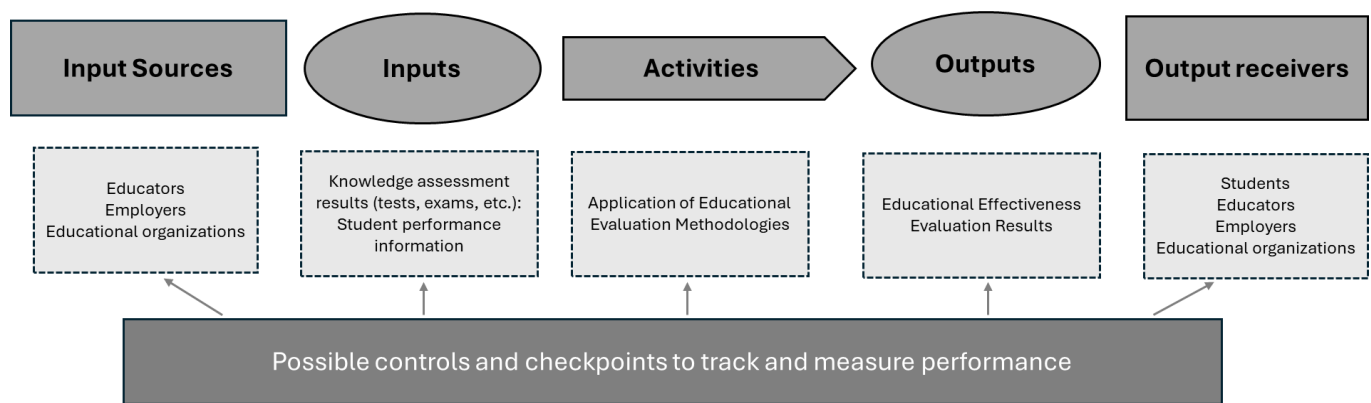 Input Sources
Inputs
Activities
Outputs
Output receivers
Educators
Employers
Educational organizations
Knowledge assessment
results (tests, exams, etc.):
Student performance
information
Application of Educational
Evaluation Methodologies
Educational Effectiveness
Evaluation Results
Students
Educators
Employers
Educational organizations
Possible controls and checkpoints to track and measure performance